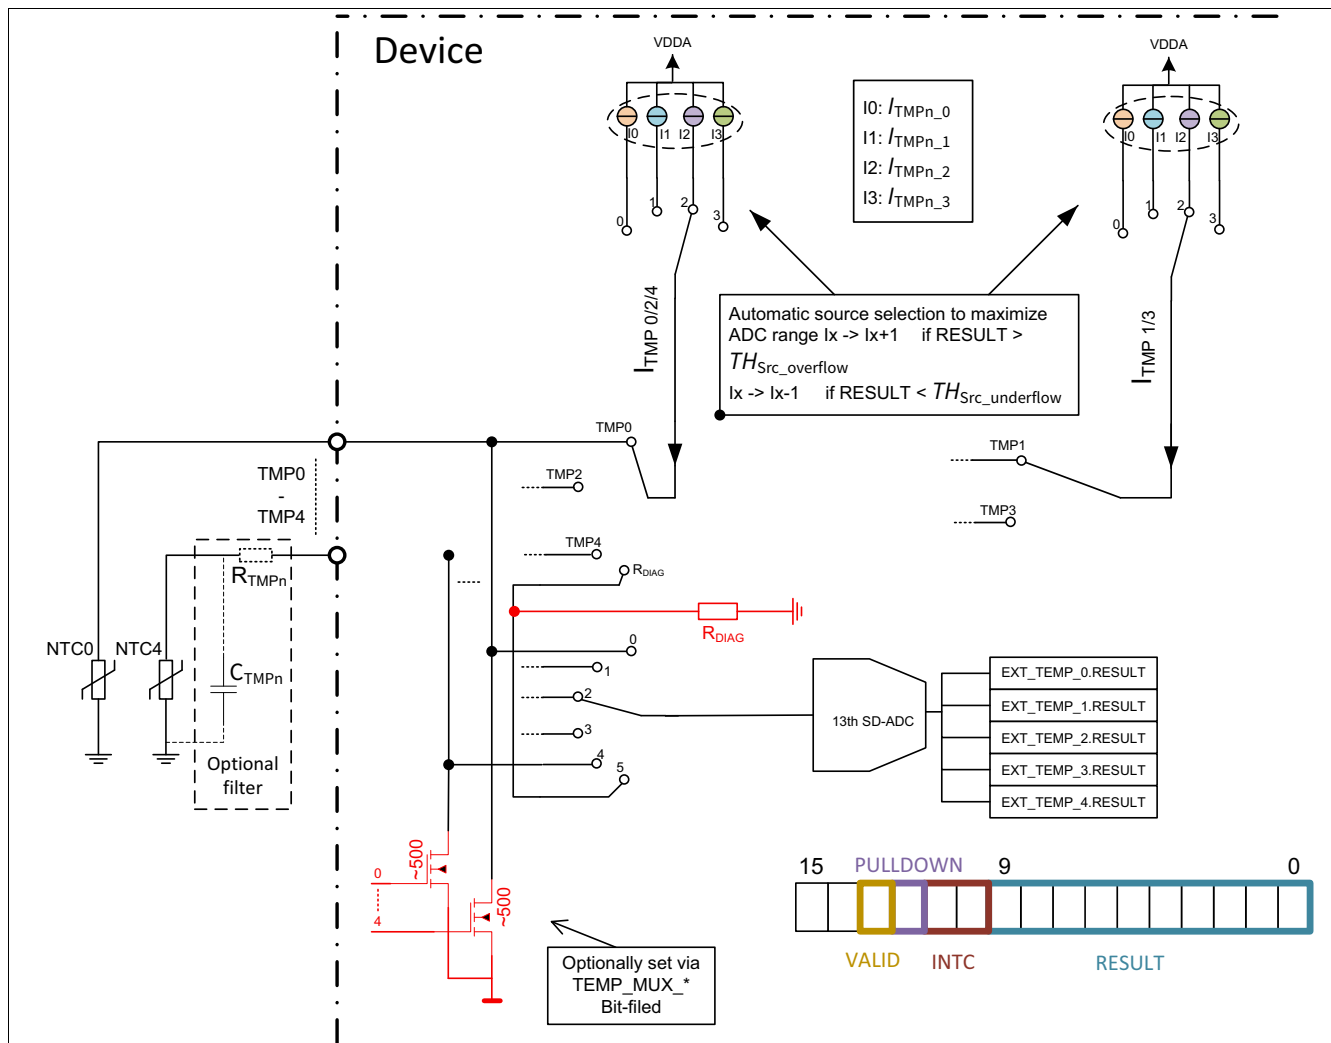 Device
VDDA
I0 I1 I2 I3
0 1 2 3
I0: ITMPn_0
I1: ITMPn_1
I2: ITMPn_2
I3: ITMPn_3
VDDA
I0 I1 I2 I3
0 1 2 3
ITMP 0/2/4
Automatic source selection to maximize
ADC range Ix -> Ix+1 if RESULT >
THSrc_overflow
Ix -> Ix-1 if RESULT < THSrc_underflow
ITMP 1/3
TMP0
TMP2
TMP4
RDIAG
TMP1
TMP3
TMP0
-
TMP4
RTMPn
NTC0
NTC4
CTMPn
Optional
filter
RDIAG
0
1
2
3
4
5
13th SD-ADC
EXT_TEMP_0.RESULT
EXT_TEMP_1.RESULT
EXT_TEMP_2.RESULT
EXT_TEMP_3.RESULT
EXT_TEMP_4.RESULT
~500
~500
0
4
Optionally set via
TEMP_MUX_*
Bit-filed
15 PULLDOWN 9 0
VALID INTC RESULT